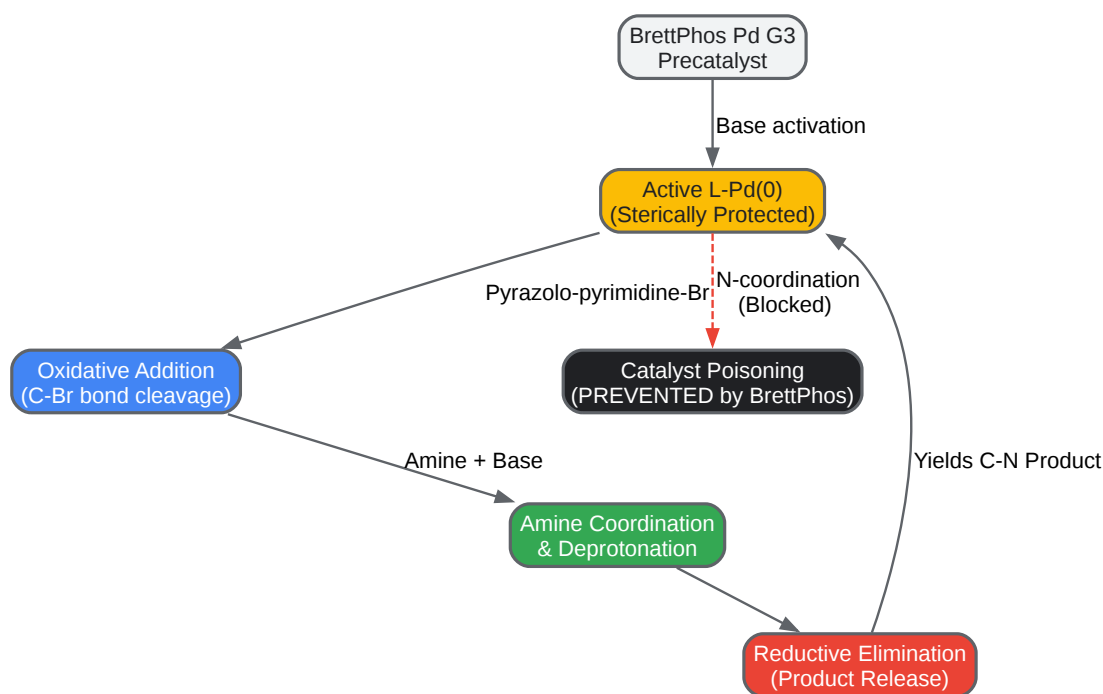 BrettPhos Pd G3
Precatalyst
Base activation
Active L-Pd(0)
(Sterically Protected)
Pyrazolo-pyrimidine-Br
N-coordination
(Blocked)
Oxidative Addition
(C-Br bond cleavage)
Catalyst Poisoning
(PREVENTED by BrettPhos)
Amine + Base
Yields C-N Product
Amine Coordination
& Deprotonation
Reductive Elimination
(Product Release)